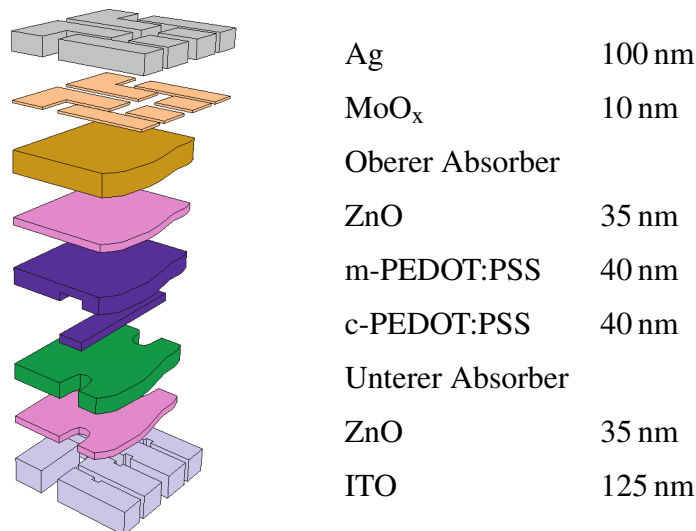 Ag 100 nm
MoOx 10 nm
Oberer Absorber
ZnO 35 nm
m-PEDOT:PSS 40 nm
c-PEDOT:PSS 40 nm
Unterer Absorber
ZnO 35 nm
ITO 125 nm